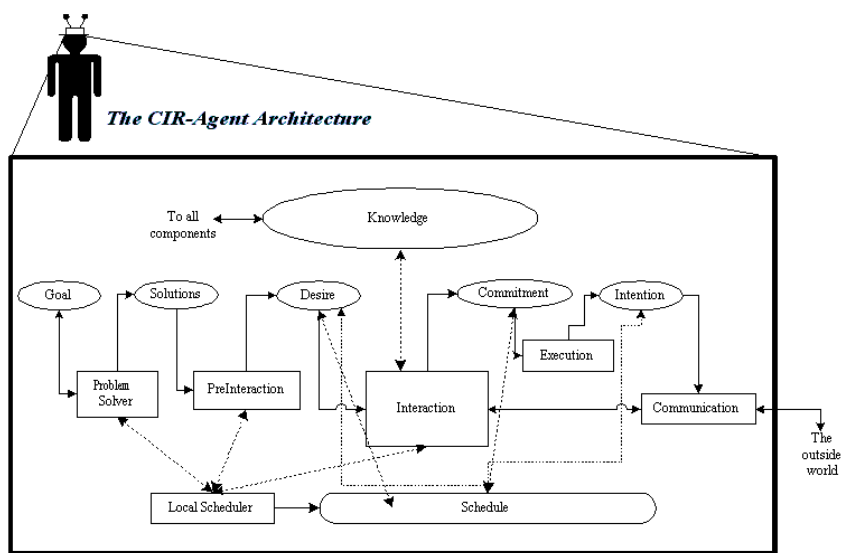 The CIR-Agent Architecture
To all
components
Knowledge
Goal
Solutions
Desire
Commitment
Intention
Execution
Problem
Solver
PreInteraction
Interaction
Communication
The
outside
world
Local Scheduler
Schedule